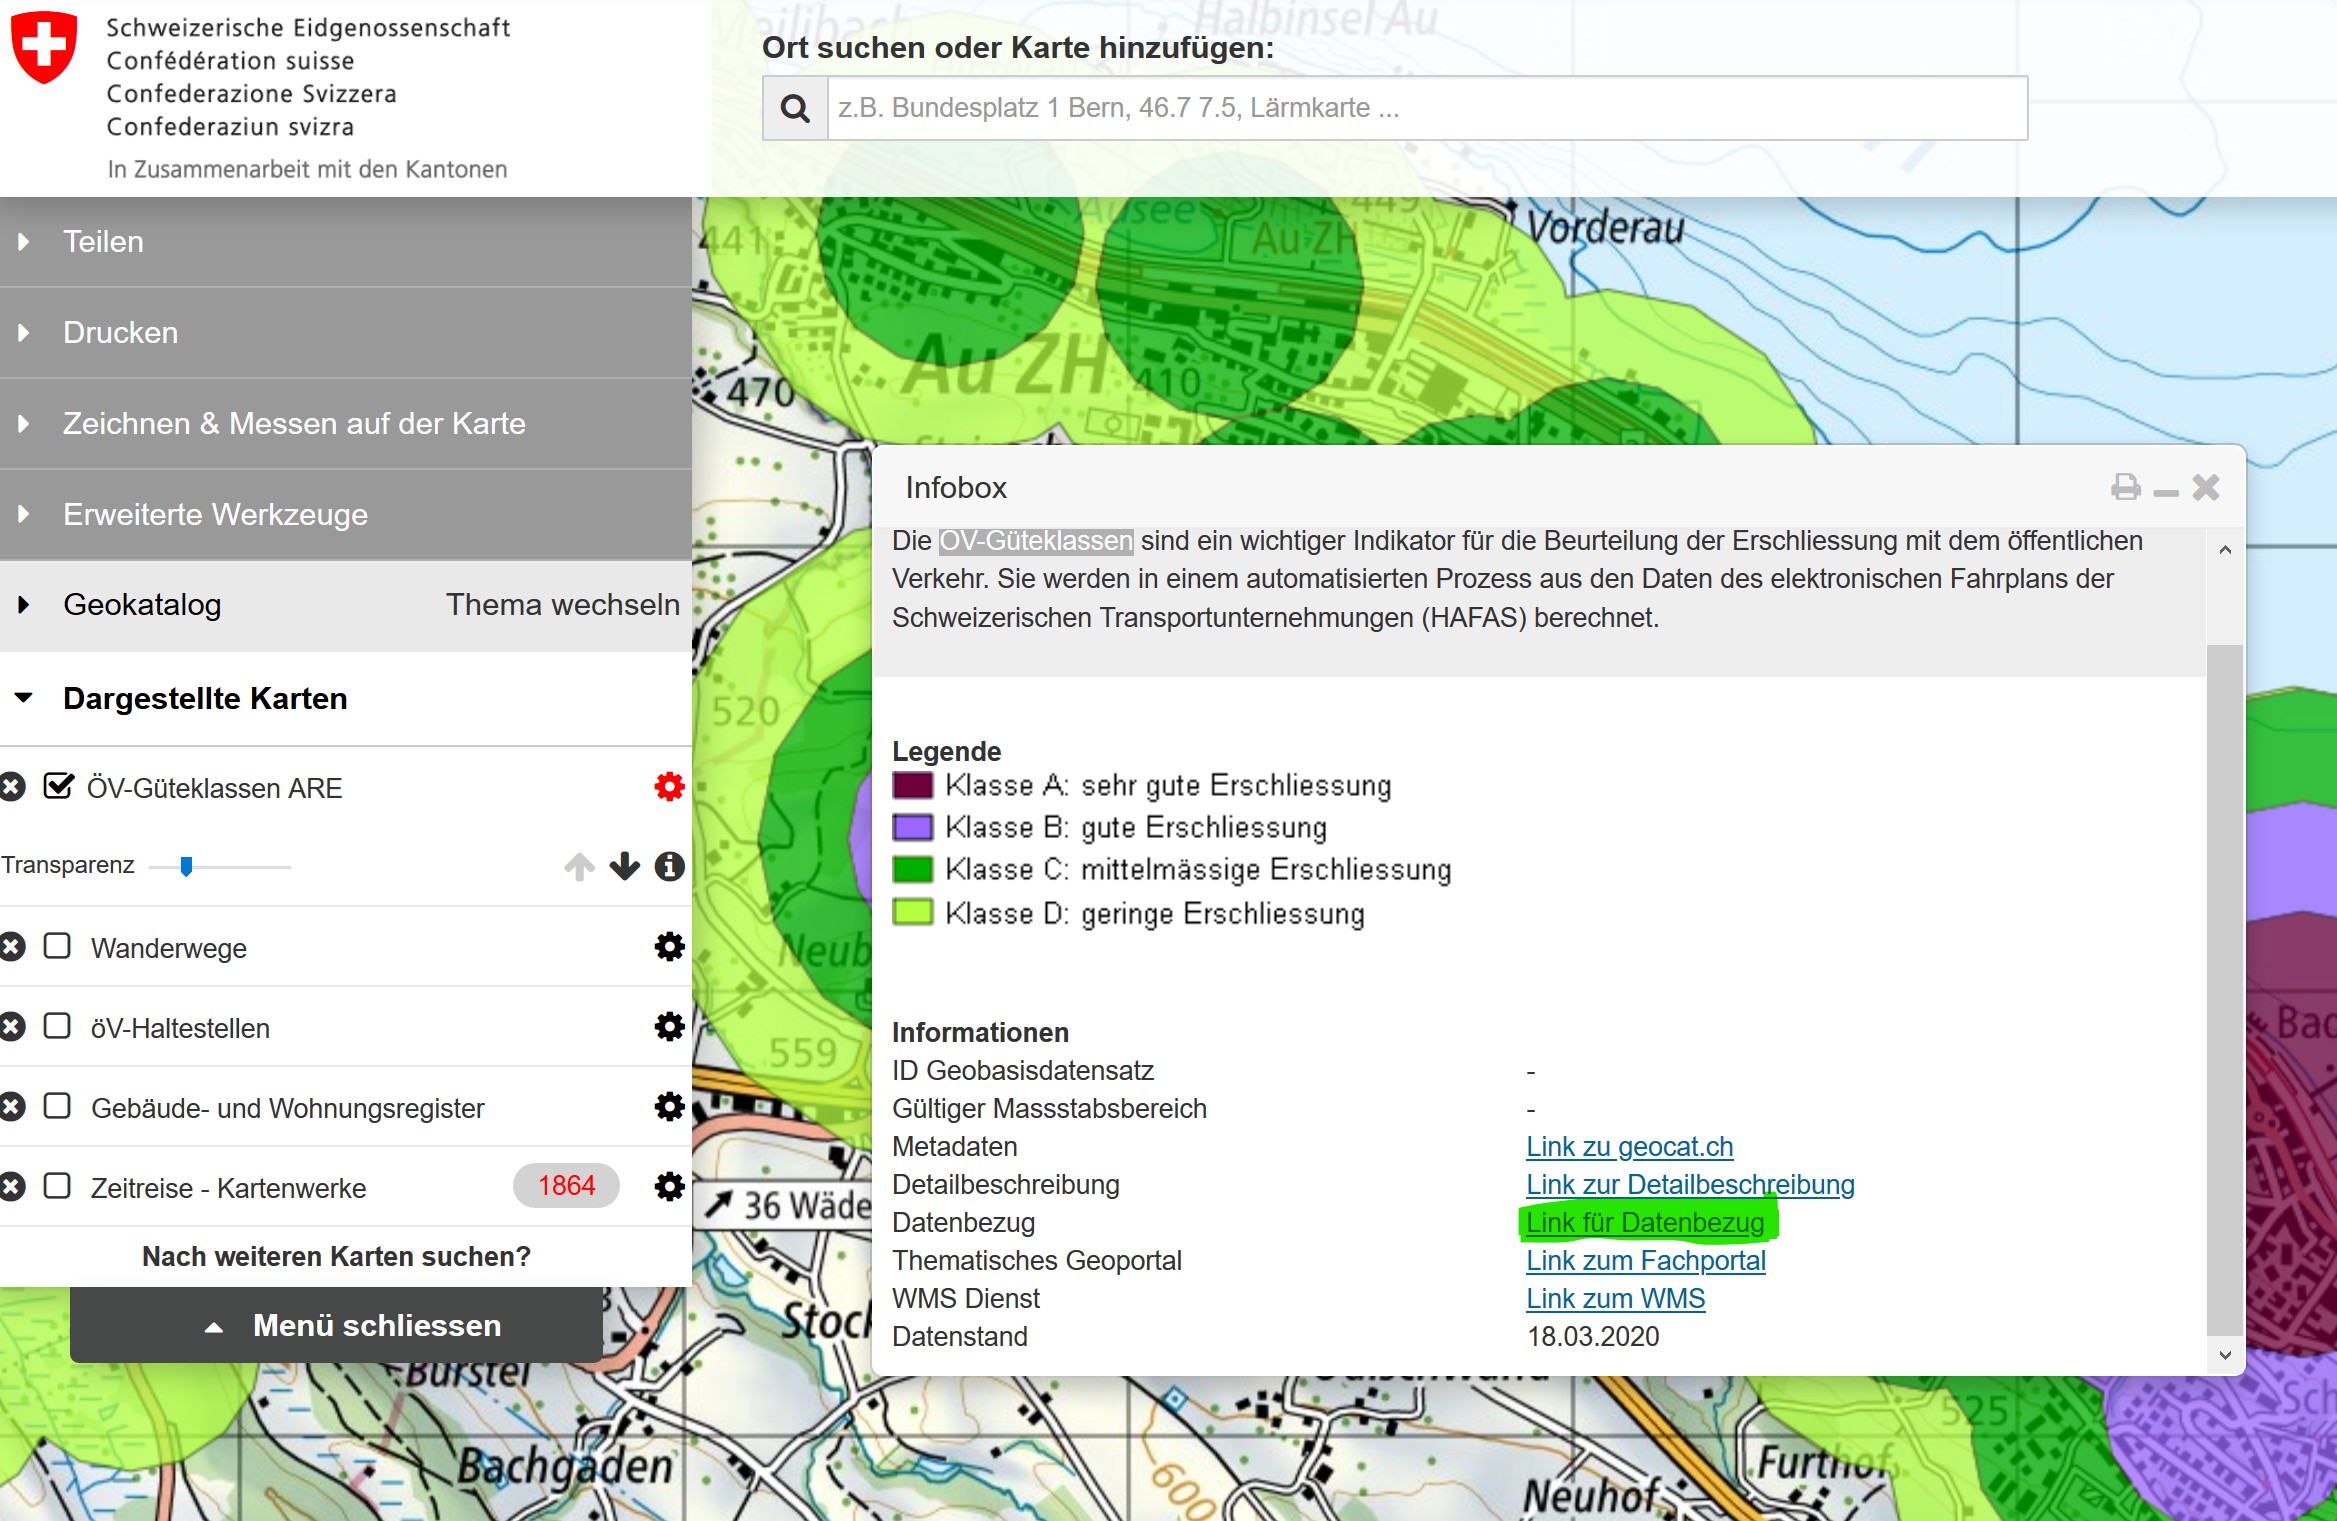 Schweizerische Eidgenossenschaft
Confédération suisse
Confederazione Svizzera
Confederaziun svizra
In Zusammenarbeit mit den Kantonen
Halbinsel Au
Ort suchen oder Karte hinzufügen:
z.B. Bundesplatz 1 Bern, 46.7 7.5, Lärmkarte ...
Teilen
Drucken
Zeichnen & Messen auf der Karte
Erweiterte Werkzeuge
Geokatalog Thema wechseln
Dargestellte Karten
ÖV-Güteklassen ARE
Transparenz
Wanderwege
öV-Haltestellen
Gebäude- und Wohnungsregister
Zeitreise - Kartenwerke 1864
Nach weiteren Karten suchen?
Menü schliessen
Ausee
449
441
Au ZH
Vorderau
Au ZH
410
470
520
Neub
559
36 Wäde
Stock
Infobox
Die ÖV-Güteklassen sind ein wichtiger Indikator für die Beurteilung der Erschliessung mit dem öffentlichen
Verkehr. Sie werden in einem automatisierten Prozess aus den Daten des elektronischen Fahrplans der
Schweizerischen Transportunternehmungen (HAFAS) berechnet.
Legende
Klasse A: sehr gute Erschliessung
Klasse B: gute Erschliessung
Klasse C: mittelmässige Erschliessung
Klasse D: geringe Erschliessung
Informationen
ID Geobasisdatensatz -
Gültiger Massstabsbereich -
Metadaten Link zu geocat.ch
Detailbeschreibung Link zur Detailbeschreibung
Datenbezug Link für Datenbezug
Thematisches Geoportal Link zum Fachportal
WMS Dienst Link zum WMS
Datenstand 18.03.2020
Bac
Sch
525
Burstel
Bachgaden
600
Neuhof
Furthof